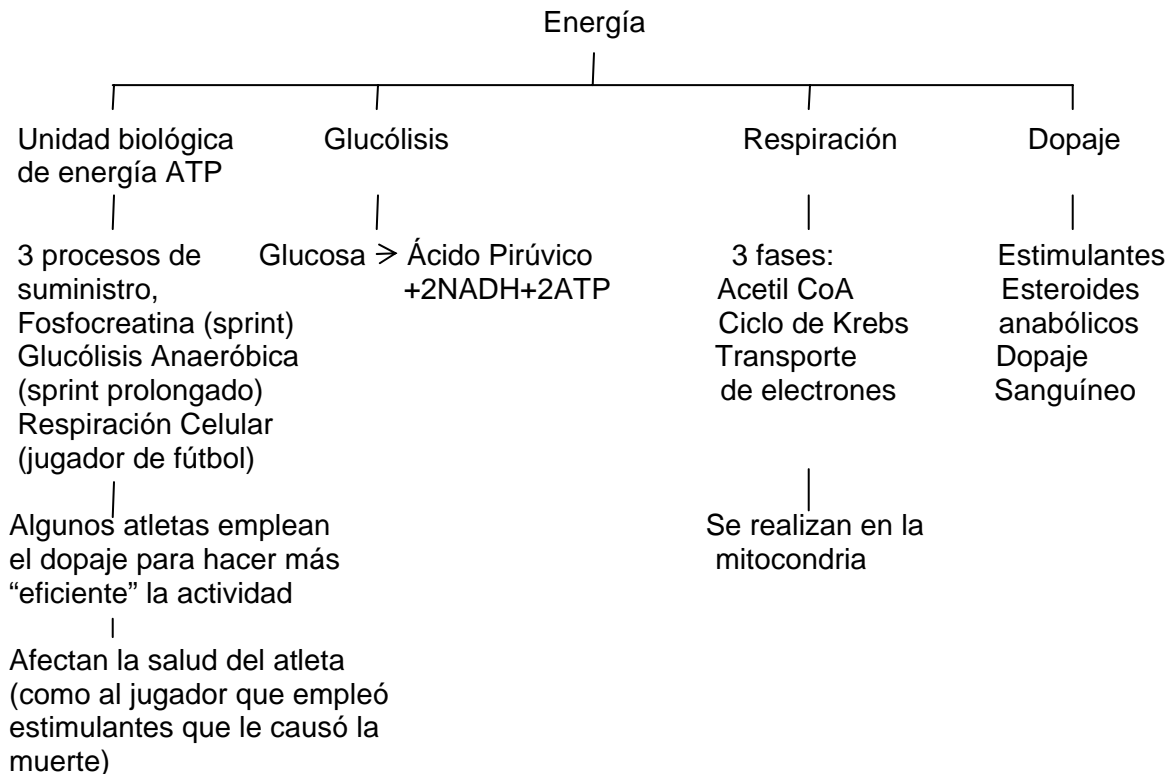 Energía
Unidad biológica
de energía ATP
3 procesos de
suministro,
Fosfocreatina (sprint)
Glucólisis Anaeróbica
(sprint prolongado)
Respiración Celular
(jugador de fútbol)
Algunos atletas emplean
el dopaje para hacer más
“eficiente” la actividad
Afectan la salud del atleta
(como al jugador que empleó
estimulantes que le causó la
muerte)
Glucólisis
Glucosa > Ácido Pirúvico
+2NADH+2ATP
Respiración
3 fases:
Acetil CoA
Ciclo de Krebs
Transporte
de electrones
Se realizan en la
mitocondria
Dopaje
Estimulantes
Esteroides
anabólicos
Dopaje
Sanguíneo